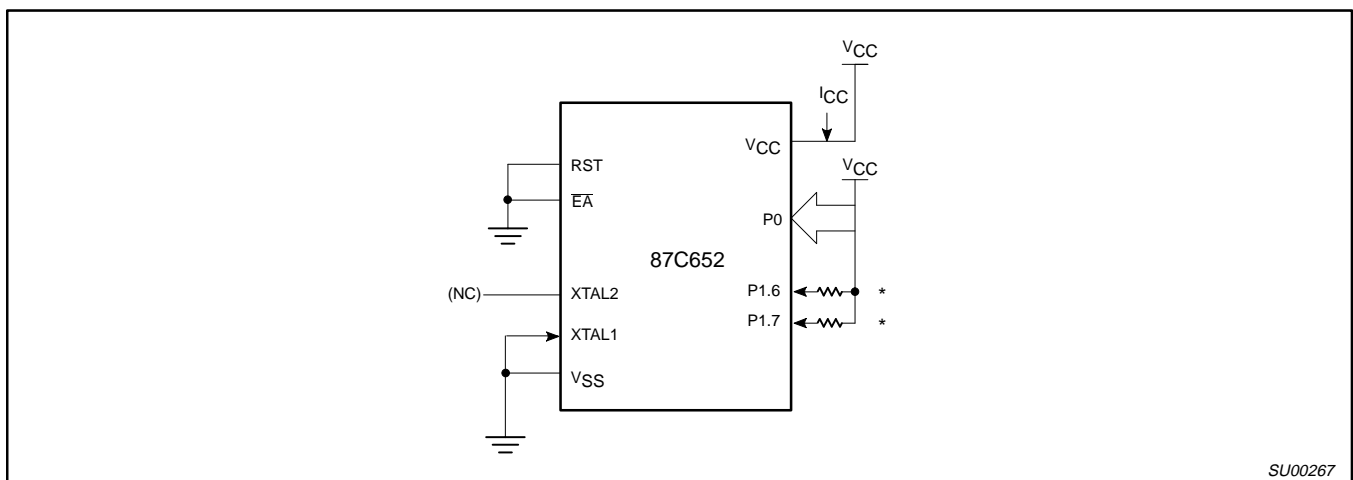 VCC
ICC
VCC
VCC
RST
EA
P0
87C652
(NC)
XTAL2
P1.6
*
P1.7
*
XTAL1
VSS
SU00267